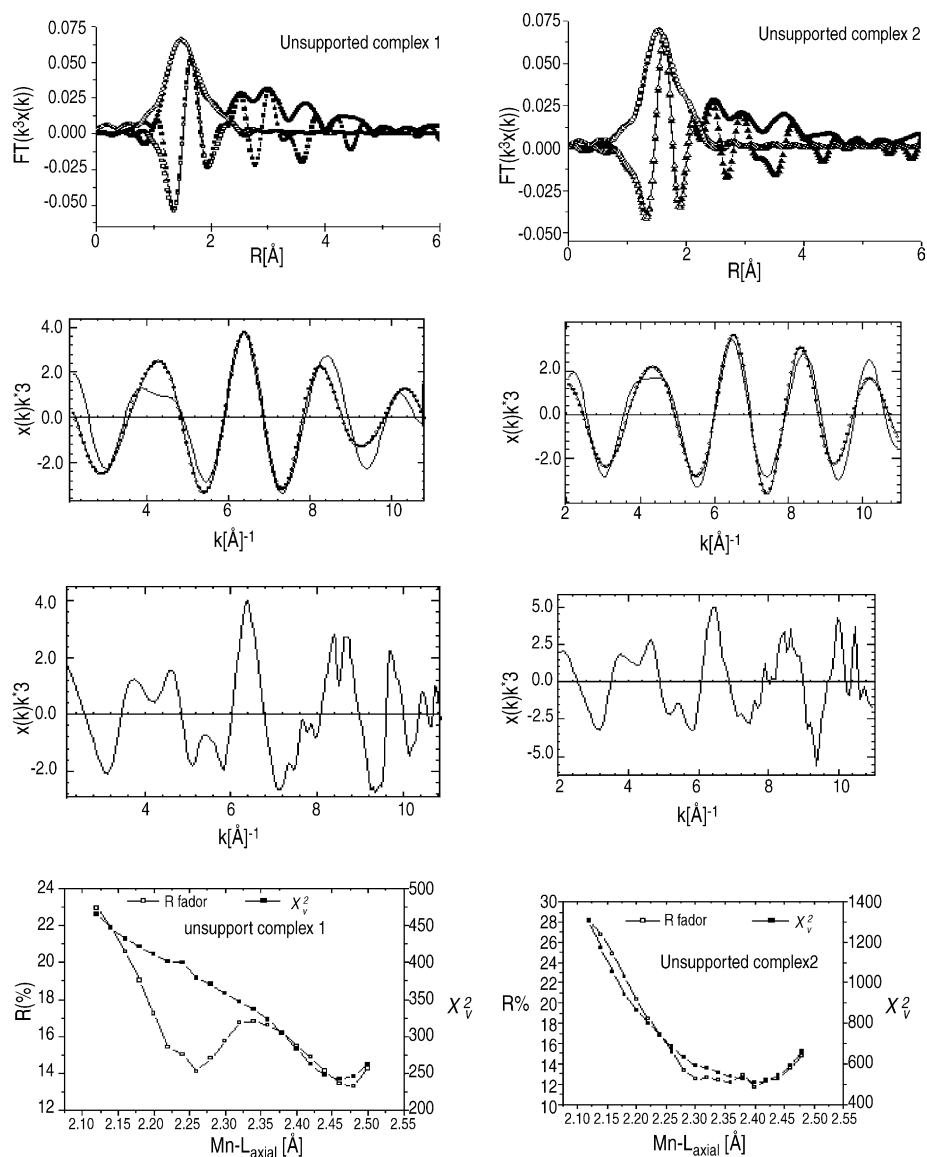 Unsupported complex 1
FT(k³x(k))
0.075
0.050
0.025
0.000
-0.025
-0.050
0 2 4 6
R[Å]
Unsupported complex 2
FT(k³x(k))
0.075
0.050
0.025
0.000
-0.025
-0.050
0 2 4 6
R[Å]
x(k)k*3
4.0
2.0
0.0
-2.0
4 6 8 10
k[Å]-1
x(k)k*3
4.0
2.0
0.0
-2.0
2 4 6 8 10
k[Å]-1
x(k)k*3
4.0
2.0
0.0
-2.0
4 6 8 10
k[Å]-1
x(k)k*3
5.0
2.5
0.0
-2.5
-5.0
2 4 6 8 10
k[Å]-1
R(%)
24
22
20
18
16
14
12
R fador
χ²ᵥ
unsupport complex 1
500
450
400
350
300
250
200
χ²ᵥ
2.10 2.15 2.20 2.25 2.30 2.35 2.40 2.45 2.50 2.55
Mn-Laxial [Å]
R%
30
28
26
24
22
20
18
16
14
12
10
R fador
χ²ᵥ
Unsupported complex2
1400
1200
1000
800
600
400
χ²ᵥ
2.10 2.15 2.20 2.25 2.30 2.35 2.40 2.45 2.50 2.55
Mn-Laxial [Å]